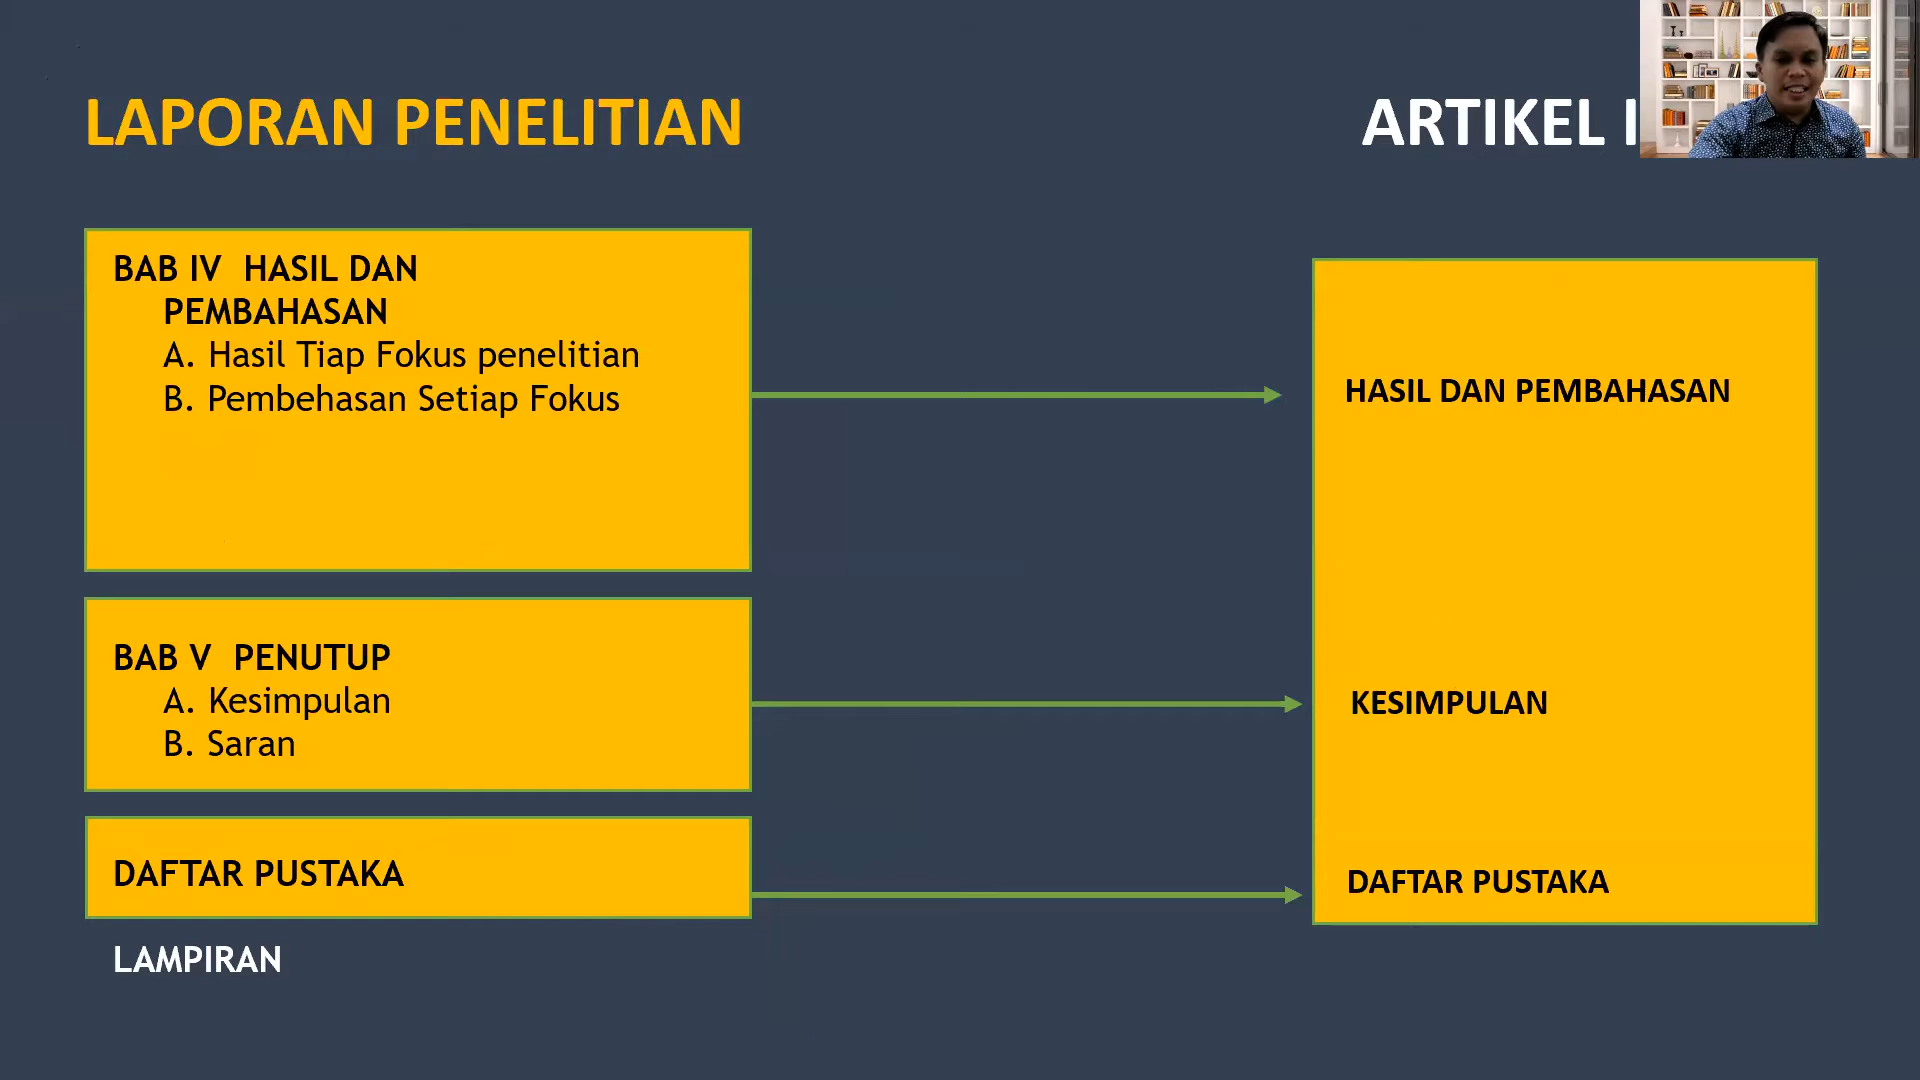 LAPORAN PENELITIAN
ARTIKEL
BAB IV HASIL DAN
PEMBAHASAN
A. Hasil Tiap Fokus penelitian
B. Pembehasan Setiap Fokus
HASIL DAN PEMBAHASAN
BAB V PENUTUP
A. Kesimpulan
B. Saran
KESIMPULAN
DAFTAR PUSTAKA
DAFTAR PUSTAKA
LAMPIRAN